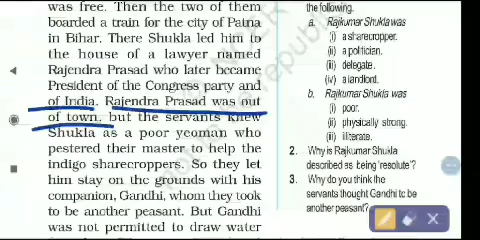 was free. Then the two of them
boarded a train for the city of Patna
in Bihar. There Shukla led him to
the house of a lawyer named
Rajendra Prasad who later became
President of the Congress party and
of India. Rajendra Prasad was out
of town, but the servants knew
Shukla as a poor yeoman who
pestered their master to help the
indigo sharecroppers. So they let
him stay on the grounds with his
companion, Gandhi, whom they took
to be another peasant. But Gandhi
was not permitted to draw water
the following.
a. Rajkumar Shukla was
(i) a sharecropper.
(ii) a politician.
(iii) delegate.
(iv) a landlord.
b. Rajkumar Shukla was
(i) poor.
(ii) physically strong.
(iii) illiterate.
2. Why is Rajkumar Shukla
described as being 'resolute'?
3. Why do you think the
servants thought Gandhi to be
another peasant?